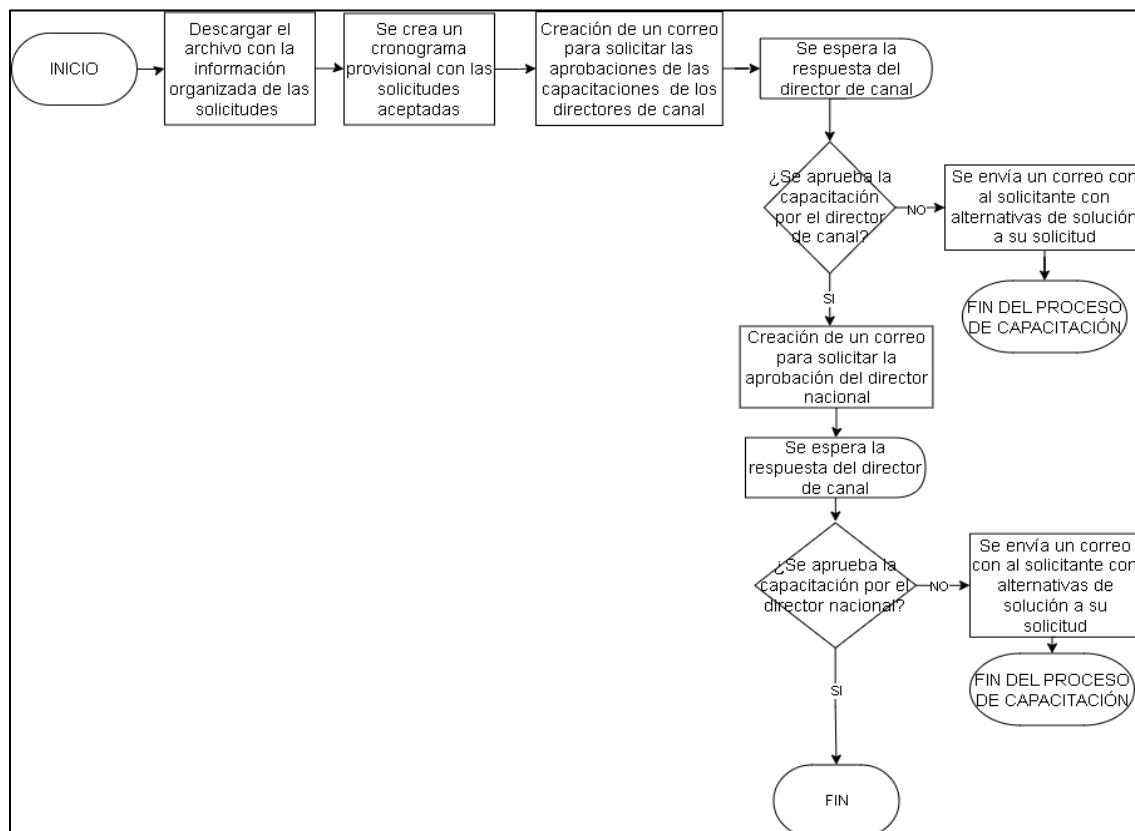 INICIO
Descargar el
archivo con la
información
organizada de las
solicitudes
Se crea un
cronograma
provisional con las
solicitudes
aceptadas
Creación de un correo
para solicitar las
aprobaciones de las
capacitaciones de los
directores de canal
Se espera la
respuesta del
director de canal
¿Se aprueba la
capacitación
por el director
de canal?
NO
Se envía un correo con
al solicitante con
alternativas de solución
a su solicitud
FIN DEL PROCESO
DE CAPACITACIÓN
SI
Creación de un correo
para solicitar la
aprobación del director
nacional
Se espera la
respuesta del director
de canal
¿Se aprueba la
capacitación por el
director nacional?
NO
Se envía un correo
con al solicitante con
alternativas de
solución a su
solicitud
FIN DEL PROCESO
DE CAPACITACIÓN
SI
FIN